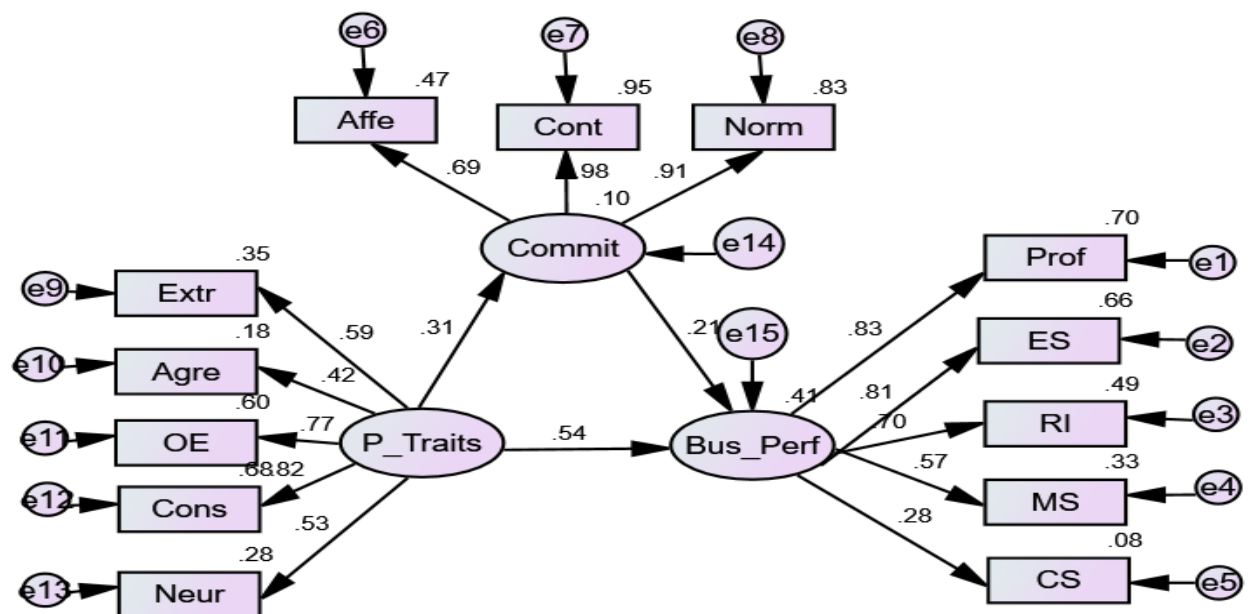 e6
e7
e8
.47
.95
.83
Affe
Cont
Norm
.69
.98
.91
.10
Commit
e14
.70
Prof
e1
.35
e9
Extr
.59
.31
.21
e15
.83
.66
ES
e2
.18
e10
Agre
.42
.41
.81
.49
RI
e3
.60
e11
OE
.77
P_Traits
.54
Bus_Perf
.70
.57
.33
MS
e4
.68
.82
e12
Cons
.53
.28
.08
CS
e5
.28
e13
Neur